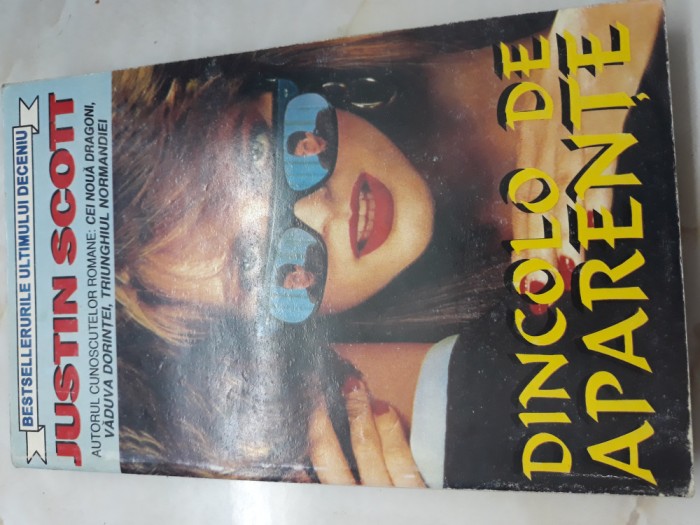 BESTSELLERURILE ULTIMULUI DECENIU
JUSTIN SCOTT
AUTORUL CUNOSCUTELOR ROMANE: CEI NOUĂ DRAGONI,
VĂDUVA DORINȚEI, TRIUNGHIUL NORMANDIEI
DINCOLO DE
APARENȚE